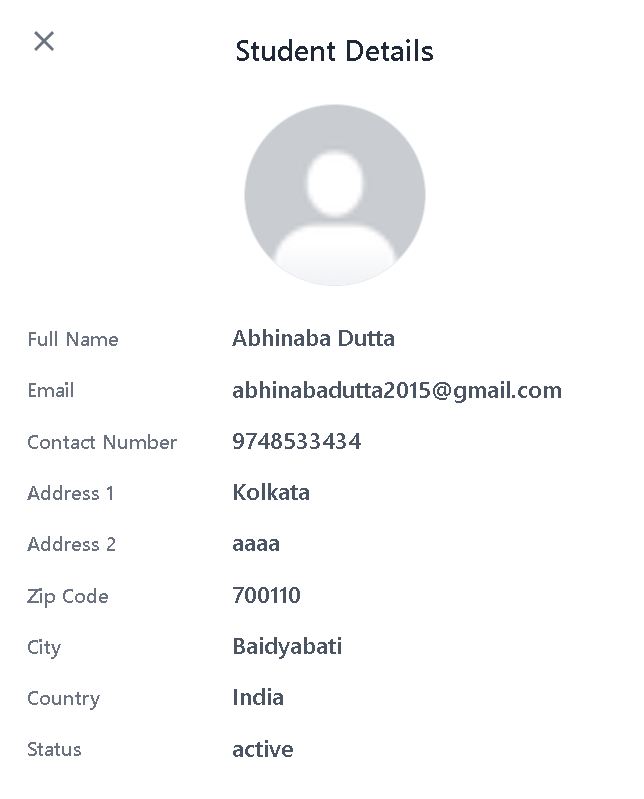 Student Details
Full Name Abhinaba Dutta
Email abhinabadutta2015@gmail.com
Contact Number 9748533434
Address 1 Kolkata
Address 2 aaaa
Zip Code 700110
City Baidyabati
Country India
Status active